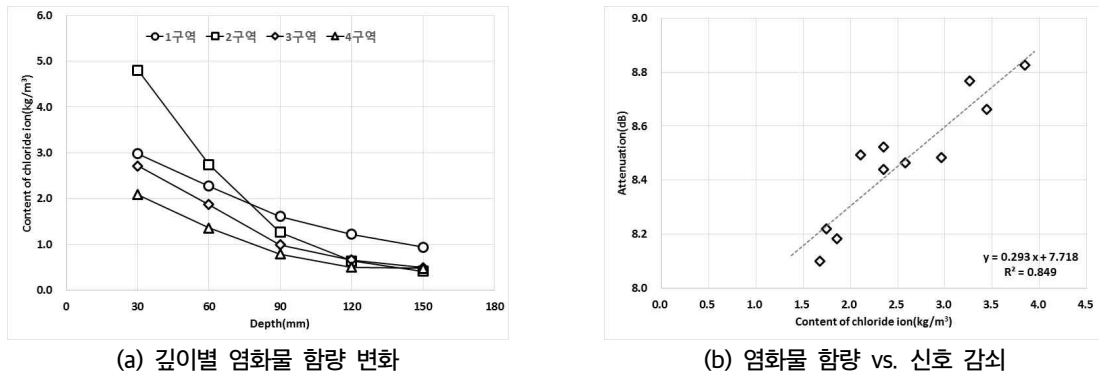 6.0
5.0
4.0
3.0
2.0
1.0
0.0
Content of chloride ion(kg/m³)
1구역 2구역 3구역 4구역
0 30 60 90 120 150 180
Depth(mm)
(a) 깊이별 염화물 함량 변화
9.0
8.8
8.6
8.4
8.2
8.0
Attenuation(dB)
y = 0.293 x + 7.718
R² = 0.849
0.0 0.5 1.0 1.5 2.0 2.5 3.0 3.5 4.0 4.5
Content of chloride ion(kg/m³)
(b) 염화물 함량 vs. 신호 감쇠